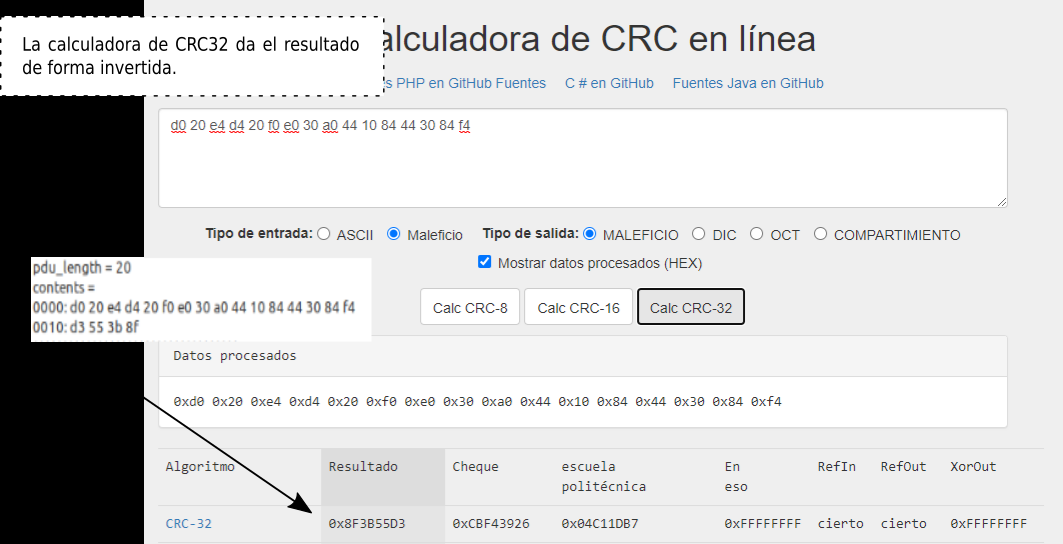 La calculadora de CRC32 da el resultado
de forma invertida.
alculadora de CRC en línea
s PHP en GitHub Fuentes C # en GitHub Fuentes Java en GitHub
d0 20 e4 d4 20 f0 e0 30 a0 44 10 84 44 30 84 f4
Tipo de entrada: ASCII Maleficio Tipo de salida: MALEFICIO DIC OCT COMPARTIMIENTO
Mostrar datos procesados (HEX)
pdu_length = 20
contents =
0000: d0 20 e4 d4 20 f0 e0 30 a0 44 10 84 44 30 84 f4
0010: d3 55 3b 8f
Calc CRC-8 Calc CRC-16 Calc CRC-32
Datos procesados
0xd0 0x20 0xe4 0xd4 0x20 0xf0 0xe0 0x30 0xa0 0x44 0x10 0x84 0x44 0x30 0x84 0xf4
Algoritmo Resultado Cheque escuela En RefIn RefOut XorOut
politécnica eso
CRC-32 0x8F3B55D3 0xCBF43926 0x04C11DB7 0xFFFFFFFF cierto cierto 0xFFFFFFFF